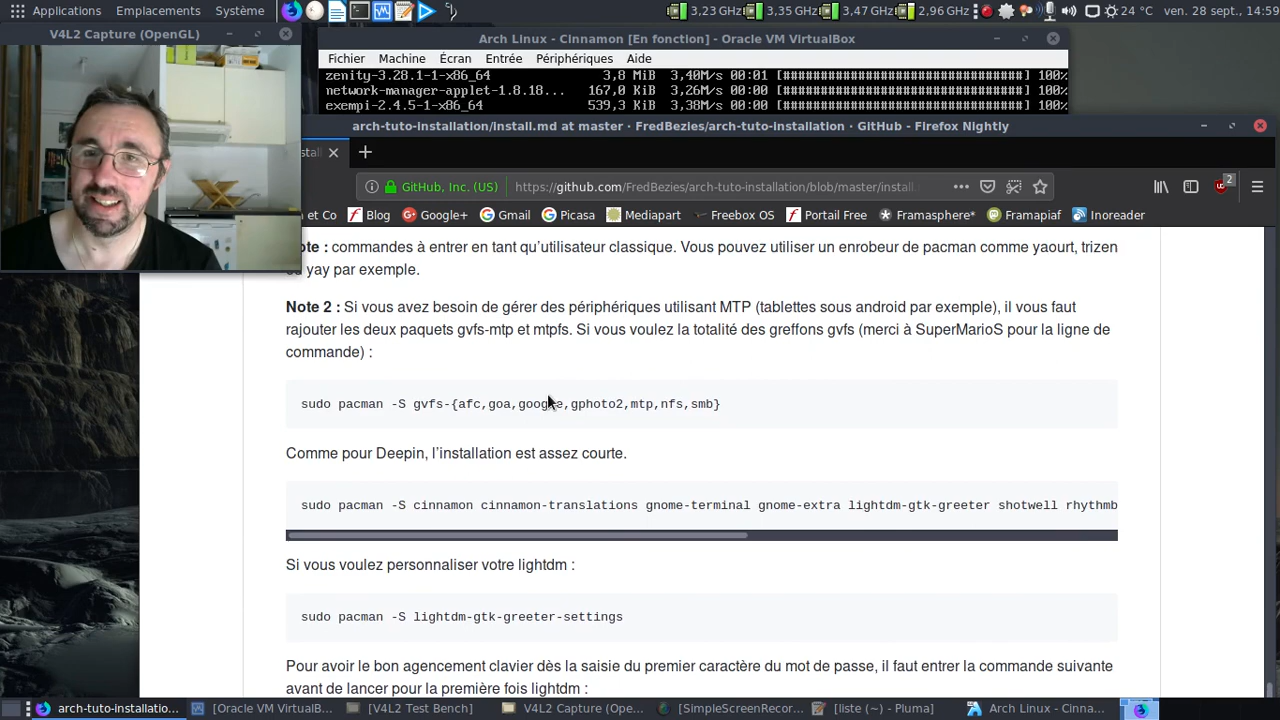 Applications Emplacements Système 3,23 GHz 3,35 GHz 3,47 GHz 2,96 GHz 24 °C ven. 28 sept., 14:59
V4L2 Capture (OpenGL)
Arch Linux - Cinnamon [En fonction] - Oracle VM VirtualBox
Fichier Machine Écran Entrée Périphériques Aide
zenity-3.28.1-1-x86_64 3,8 MiB 3,40M/s 00:01 [################################] 100%
network-manager-applet-1.8.18... 167,0 KiB 3,26M/s 00:00 [################################] 100%
exempi-2.4.5-1-x86_64 539,3 KiB 3,38M/s 00:00 [################################] 100%
arch-tuto-installation/install.md at master · FredBezies/arch-tuto-installation · GitHub - Firefox Nightly
GitHub, Inc. (US) https://github.com/FredBezies/arch-tuto-installation/blob/master/install. 2
et Co Blog Google+ Gmail Picasa Mediapart Freebox OS Portail Free Framasphere* Framapiaf Inoreader
ote : commandes à entrer en tant qu'utilisateur classique. Vous pouvez utiliser un enrobeur de pacman comme yaourt, trizen
yay par exemple.
Note 2 : Si vous avez besoin de gérer des périphériques utilisant MTP (tablettes sous android par exemple), il vous faut
rajouter les deux paquets gvfs-mtp et mtpfs. Si vous voulez la totalité des greffons gvfs (merci à SuperMarioS pour la ligne de
commande) :
sudo pacman -S gvfs-{afc,goa,google,gphoto2,mtp,nfs,smb}
Comme pour Deepin, l'installation est assez courte.
sudo pacman -S cinnamon cinnamon-translations gnome-terminal gnome-extra lightdm-gtk-greeter shotwell rhythmb
Si vous voulez personnaliser votre lightdm :
sudo pacman -S lightdm-gtk-greeter-settings
Pour avoir le bon agencement clavier dès la saisie du premier caractère du mot de passe, il faut entrer la commande suivante
avant de lancer pour la première fois lightdm :
arch-tuto-installatio... [Oracle VM VirtualB... [V4L2 Test Bench] V4L2 Capture (Ope... [SimpleScreenRecor... [liste (~) - Pluma] Arch Linux - Cinna...